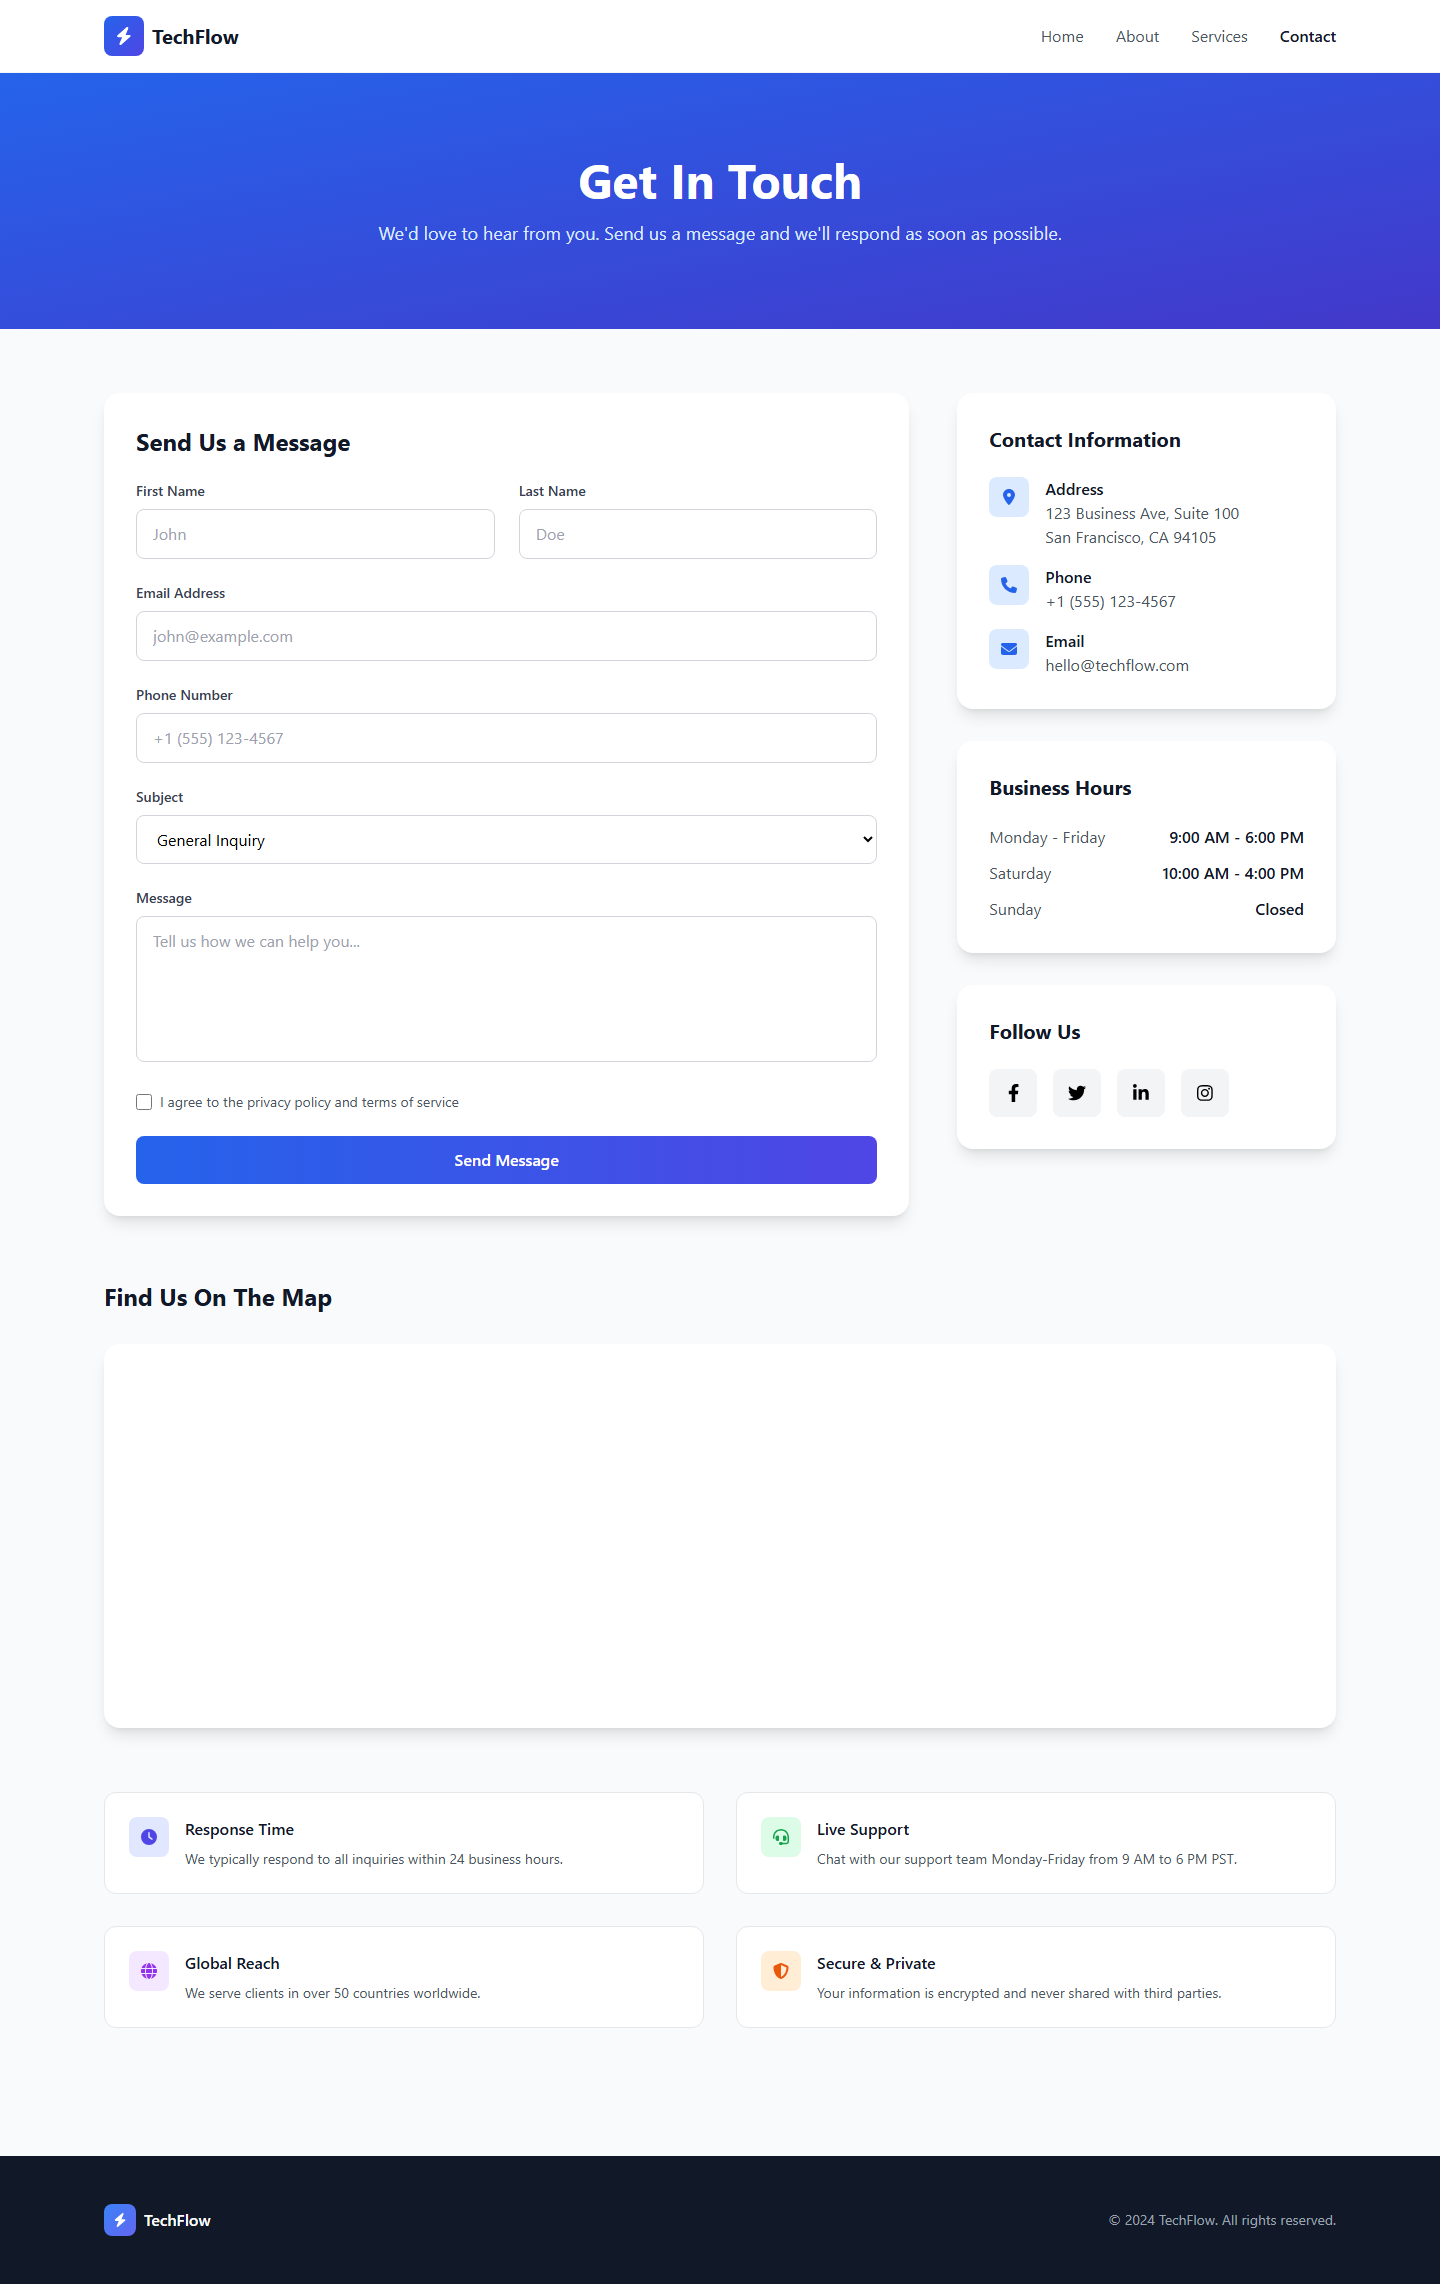 TechFlow
Home
About
Services
Contact
Get In Touch
We'd love to hear from you. Send us a message and we'll respond as soon as possible.
Send Us a Message
First Name
Last Name
John
Doe
Email Address
john@example.com
Phone Number
+1 (555) 123-4567
Subject
General Inquiry
Message
Tell us how we can help you...
I agree to the privacy policy and terms of service
Send Message
Contact Information
Address
123 Business Ave, Suite 100
San Francisco, CA 94105
Phone
+1 (555) 123-4567
Email
hello@techflow.com
Business Hours
Monday - Friday
9:00 AM - 6:00 PM
Saturday
10:00 AM - 4:00 PM
Sunday
Closed
Follow Us
Find Us On The Map
Response Time
We typically respond to all inquiries within 24 business hours.
Live Support
Chat with our support team Monday-Friday from 9 AM to 6 PM PST.
Global Reach
We serve clients in over 50 countries worldwide.
Secure & Private
Your information is encrypted and never shared with third parties.
TechFlow
© 2024 TechFlow. All rights reserved.